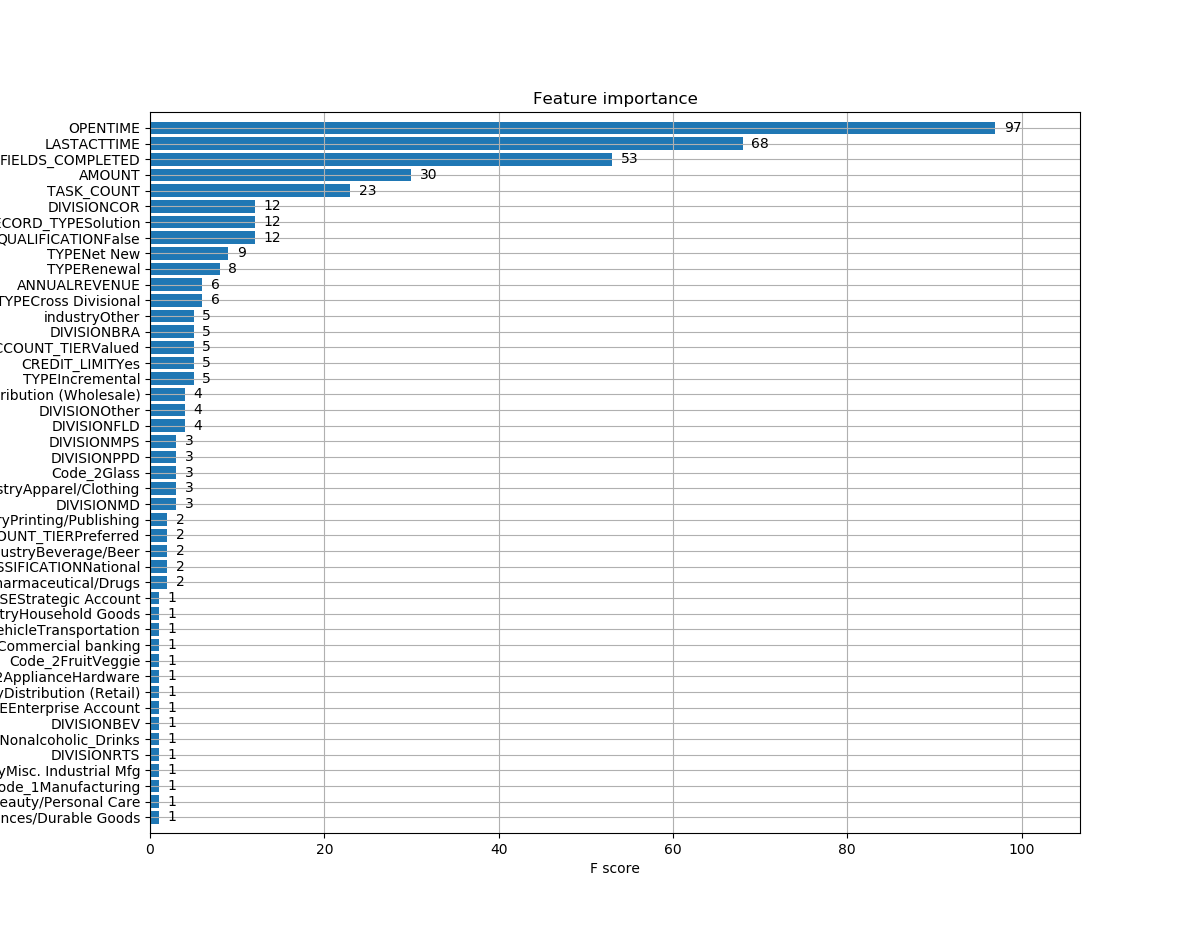 Feature importance
OPENTIME 97
LASTACTTIME 68
FIELDS_COMPLETED 53
AMOUNT 30
TASK_COUNT 23
DIVISIONCOR 12
ECORD_TYPESolution 12
QUALIFICATIONFalse 12
TYPENet New 9
TYPERenewal 8
ANNUALREVENUE 6
TYPECross Divisional 6
industryOther 5
DIVISIONBRA 5
CCOUNT_TIERValued 5
CREDIT_LIMITYes 5
TYPEIncremental 5
ribution (Wholesale) 4
DIVISIONOther 4
DIVISIONFLD 4
DIVISIONMPS 3
DIVISIONPPD 3
Code_2Glass 3
stryApparel/Clothing 3
DIVISIONMD 3
ryPrinting/Publishing 2
OUNT_TIERPreferred 2
ustryBeverage/Beer 2
SSIFICATIONNational 2
harmaceutical/Drugs 2
SEStrategic Account 1
tryHousehold Goods 1
ehicleTransportation 1
Commercial banking 1
Code_2FruitVeggie 1
2ApplianceHardware 1
yDistribution (Retail) 1
EEnterprise Account 1
DIVISIONBEV 1
Nonalcoholic_Drinks 1
DIVISIONRTS 1
yMisc. Industrial Mfg 1
ode_1Manufacturing 1
eauty/Personal Care 1
nces/Durable Goods 1
0 20 40 60 80 100
F score